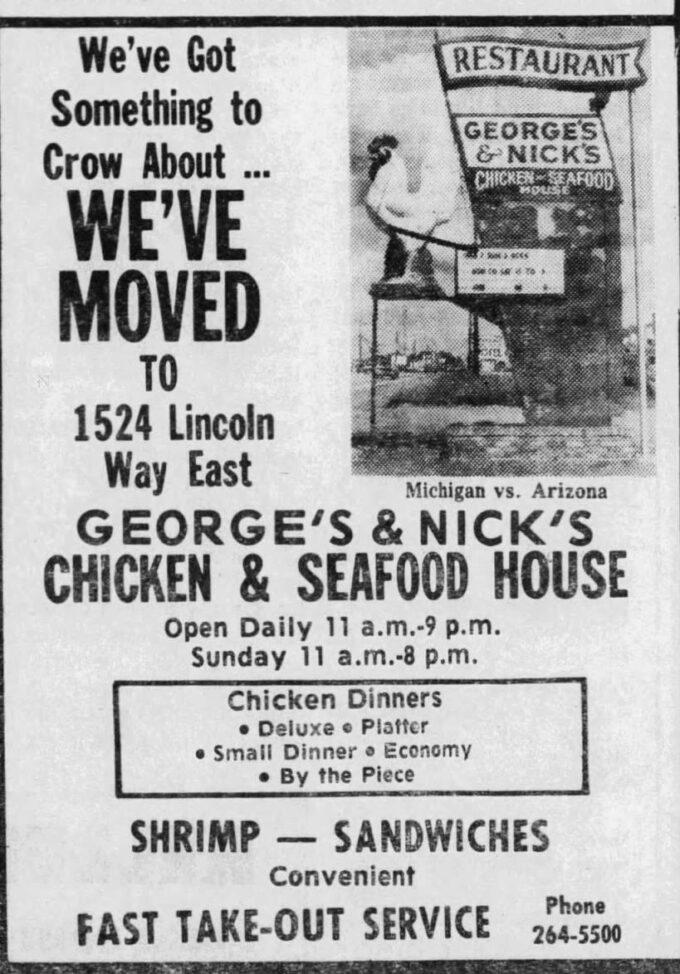 We've Got
Something to
Crow About ...
WE'VE
MOVED
TO
1524 Lincoln
Way East
RESTAURANT
GEORGE'S
& NICK'S
CHICKEN - SEAFOOD
HOUSE
Michigan vs. Arizona
GEORGE'S & NICK'S
CHICKEN & SEAFOOD HOUSE
Open Daily 11 a.m.-9 p.m.
Sunday 11 a.m.-8 p.m.
Chicken Dinners
• Deluxe • Platter
• Small Dinner • Economy
• By the Piece
SHRIMP — SANDWICHES
Convenient
FAST TAKE-OUT SERVICE
Phone
264-5500